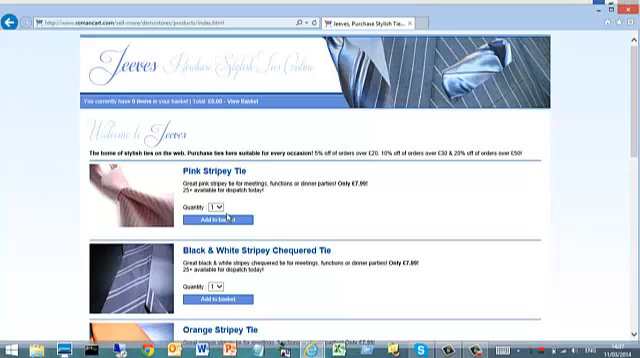 http://www.romancart.com/sell-more/demostores/products/index.html
Jeeves, Purchase Stylish Tie...
Jeeves Purchase Stylish Ties Online
You currently have 0 items in your basket | Total: £0.00 - View Basket
Welcome to Jeeves
The home of stylish ties on the web. Purchase ties here suitable for every occasion! 5% off of orders over £20, 10% off of orders over £30 & 20% off of orders over £50!
Pink Stripey Tie
Great pink stripey tie for meetings, functions or dinner parties! Only £7.99!
25+ available for dispatch today!
Quantity : 1
Add to basket
Black & White Stripey Chequered Tie
Great black & white stripey chequered tie for meetings, functions or dinner parties! Only £7.99!
25+ available for dispatch today!
Quantity : 1
Add to basket
Orange Stripey Tie
ENG
14:07
11/03/2014